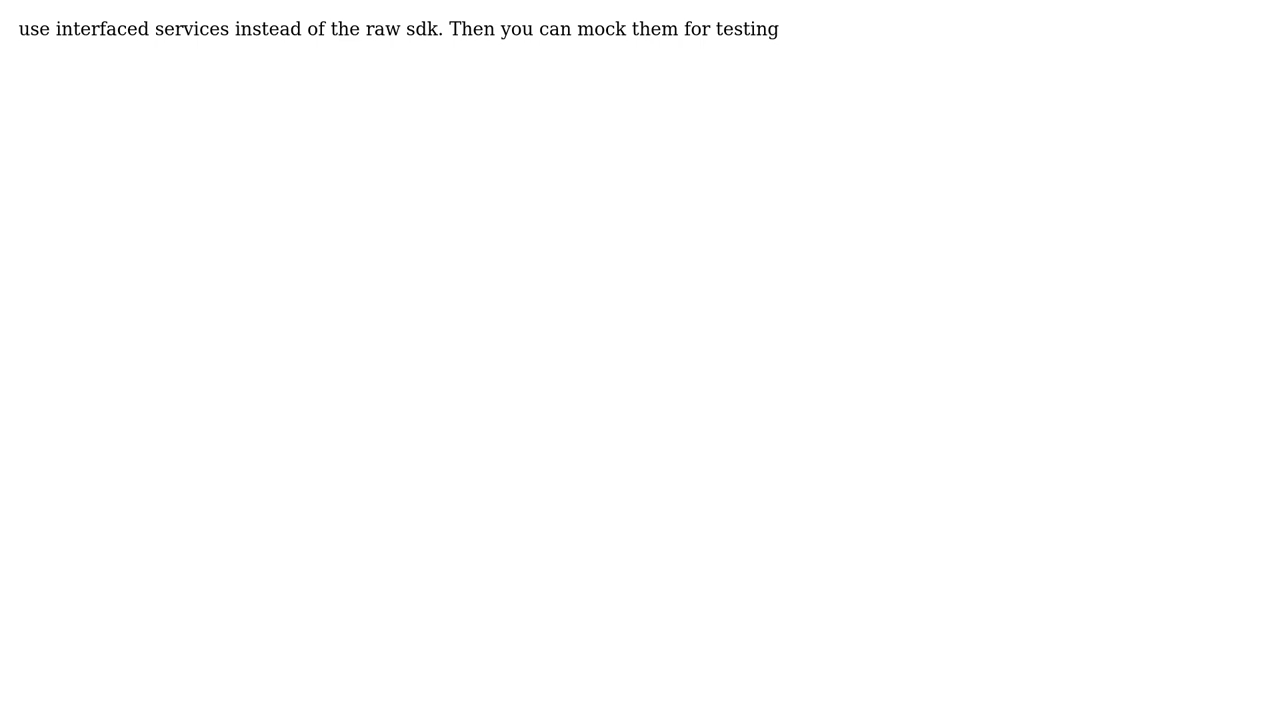 use interfaced services instead of the raw sdk. Then you can mock them for testing